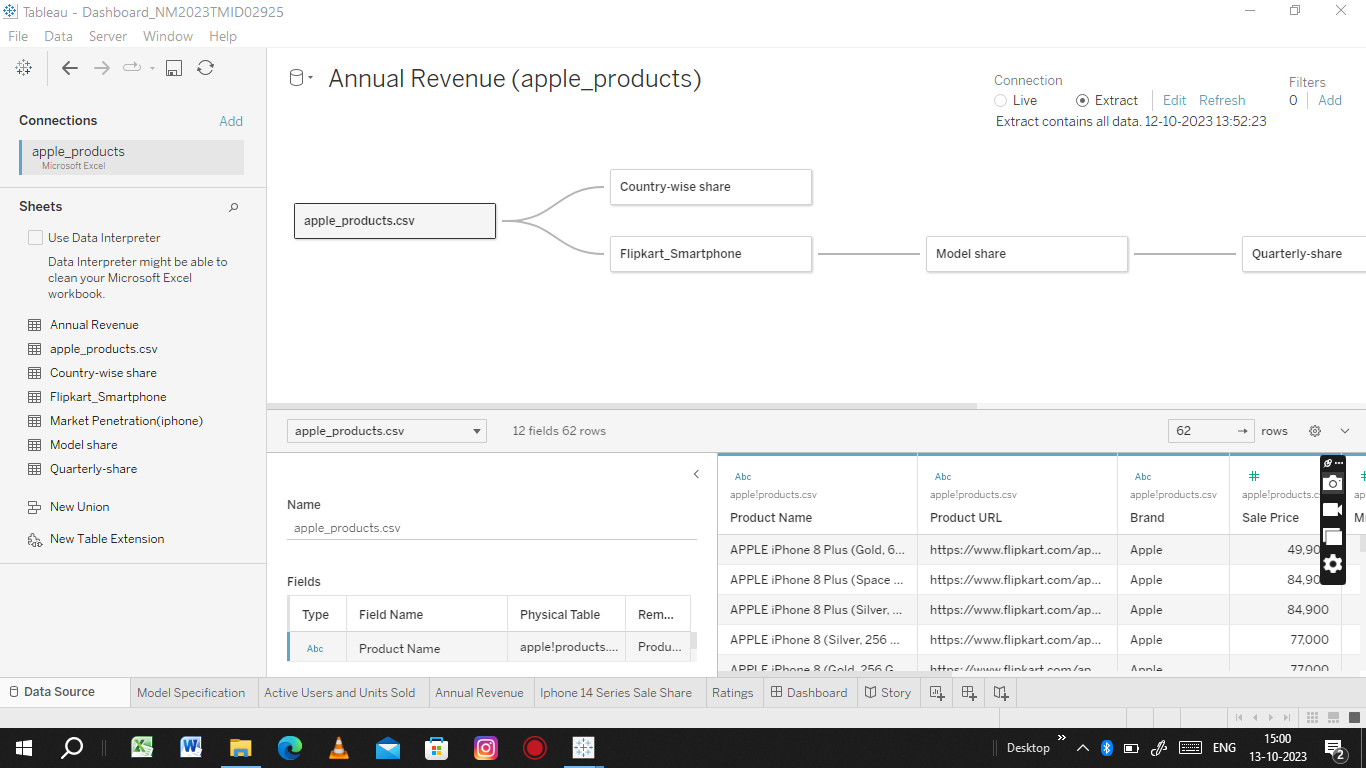 Tableau - Dashboard_NM2023TMID02925
File Data Server Window Help
Connections Add
apple_products
Microsoft Excel
Sheets
Use Data Interpreter
Data Interpreter might be able to
clean your Microsoft Excel
workbook.
Annual Revenue
apple_products.csv
Country-wise share
Flipkart_Smartphone
Market Penetration(iphone)
Model share
Quarterly-share
New Union
New Table Extension
Annual Revenue (apple_products)
Connection
Live Extract Edit Refresh
Extract contains all data. 12-10-2023 13:52:23
Filters
0 Add
apple_products.csv
Country-wise share
Flipkart_Smartphone
Model share
Quarterly-share
apple_products.csv 12 fields 62 rows 62 → rows
Name
apple_products.csv
Fields
Type Field Name Physical Table Rem...
Abc Product Name apple!products.... Produ...
Abc Abc Abc #
apple!products.csv apple!products.csv apple!products.csv apple!products.c
Product Name Product URL Brand Sale Price
APPLE iPhone 8 Plus (Gold, 6... https://www.flipkart.com/ap... Apple 49,90
APPLE iPhone 8 Plus (Space ... https://www.flipkart.com/ap... Apple 84,90
APPLE iPhone 8 Plus (Silver, ... https://www.flipkart.com/ap... Apple 84,900
APPLE iPhone 8 (Silver, 256 ... https://www.flipkart.com/ap... Apple 77,000
APPLE iPhone 8 (Gold, 256 G... https://www.flipkart.com/ap... Apple 77,000
Data Source Model Specification Active Users and Units Sold Annual Revenue Iphone 14 Series Sale Share Ratings Dashboard Story
Desktop ENG
15:00
13-10-2023
2